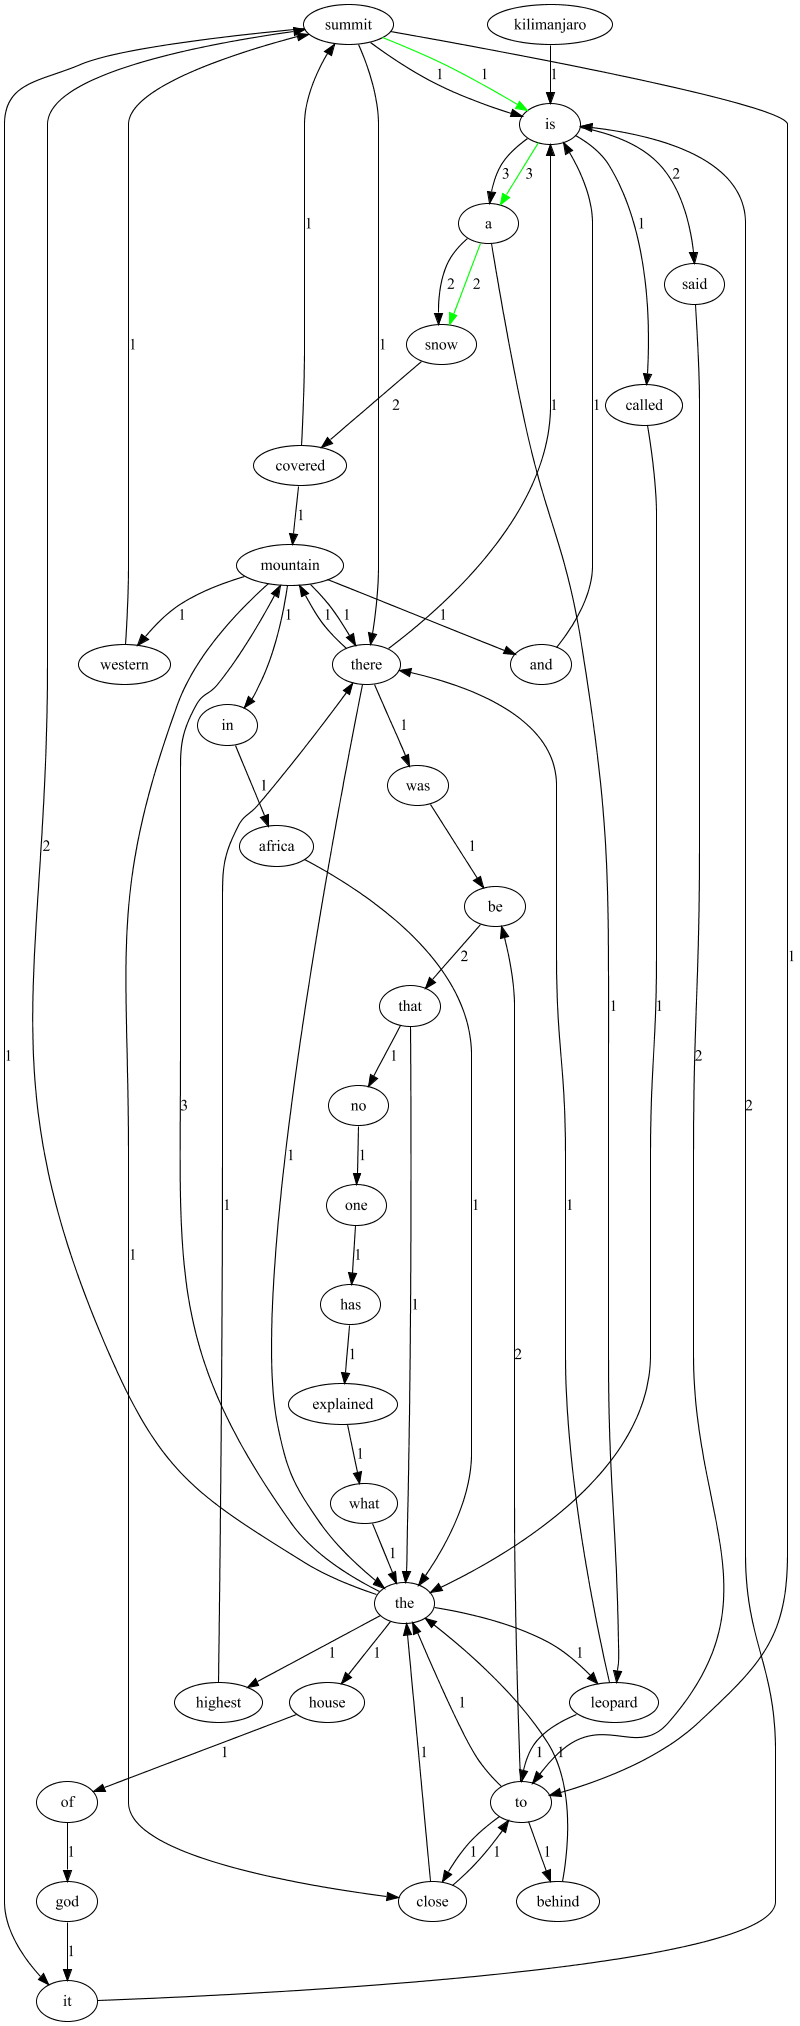 summit kilimanjaro
1 1 1
is
3 3 2
a 1
2 2 said
snow
1 1 2 1 1 called
covered
1
mountain
1 1 1 1 1 1
western there and
in
1 1
was
africa
2 1
be
2 1
that
1 1 1 2
1 3 no 2
1 1
1 1 one 1 1
1 1 has
1 1 2
explained
1
what
1
the
1 1 1
highest house leopard
1 1 1 1 1
of to
1 1 1 1
god close behind
1
it